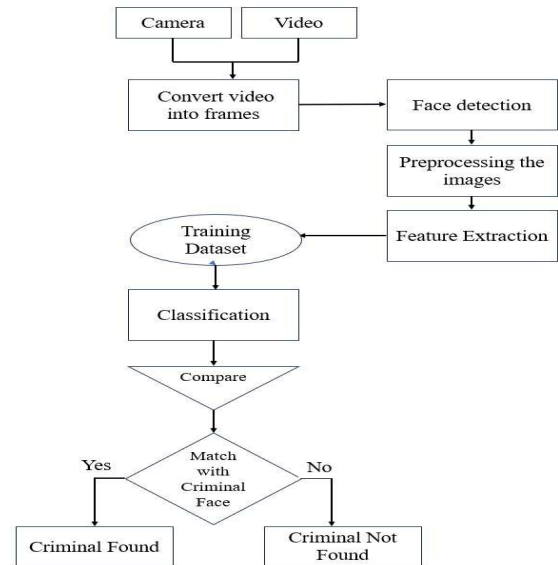 Camera
Video
Convert video
into frames
Face detection
Preprocessing the
images
Feature Extraction
Training
Dataset
Classification
Compare
Match
with
Criminal
Face
Yes
No
Criminal Found
Criminal Not
Found